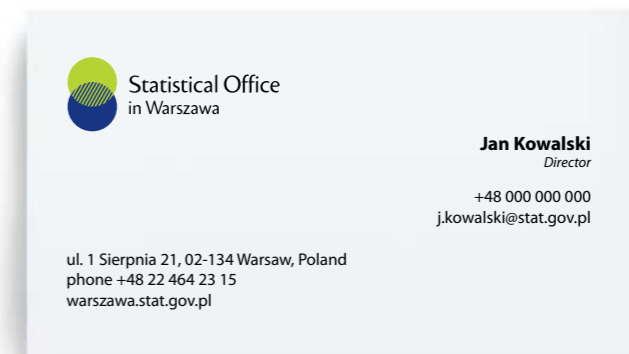 Statistical Office
in Warszawa
Jan Kowalski
Director
+48 000 000 000
j.kowalski@stat.gov.pl
ul. 1 Sierpnia 21, 02-134 Warsaw, Poland
phone +48 22 464 23 15
warszawa.stat.gov.pl